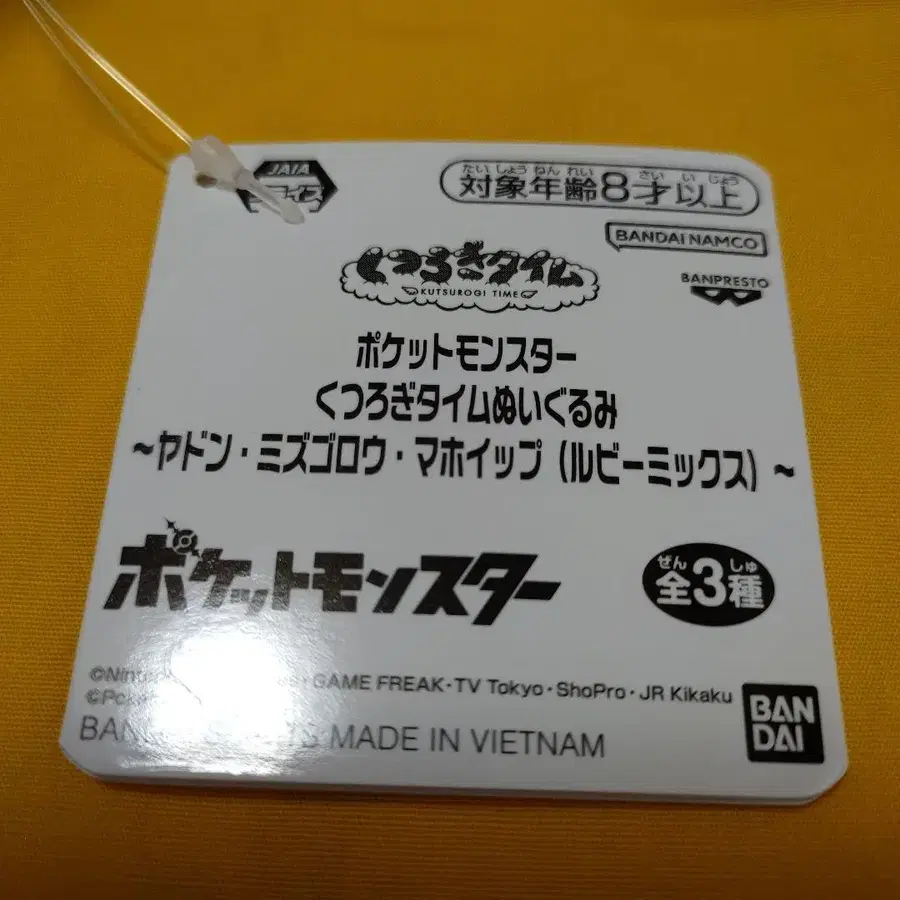 JAIA
たいしょうねんれい さいいじょう
対象年齢8才以上
BANDAI NAMCO
くつろぎタイム
KUTSUROGI TIME
BANPRESTO
ポケットモンスター
くつろぎタイムぬいぐるみ
~ヤドン・ミズゴロウ・マホイップ（ルビーミックス）~
ポケットモンスター
ぜん しゅ
全3種
・GAME FREAK・TV Tokyo・ShoPro・JR Kikaku
MADE IN VIETNAM
BAN
DAI